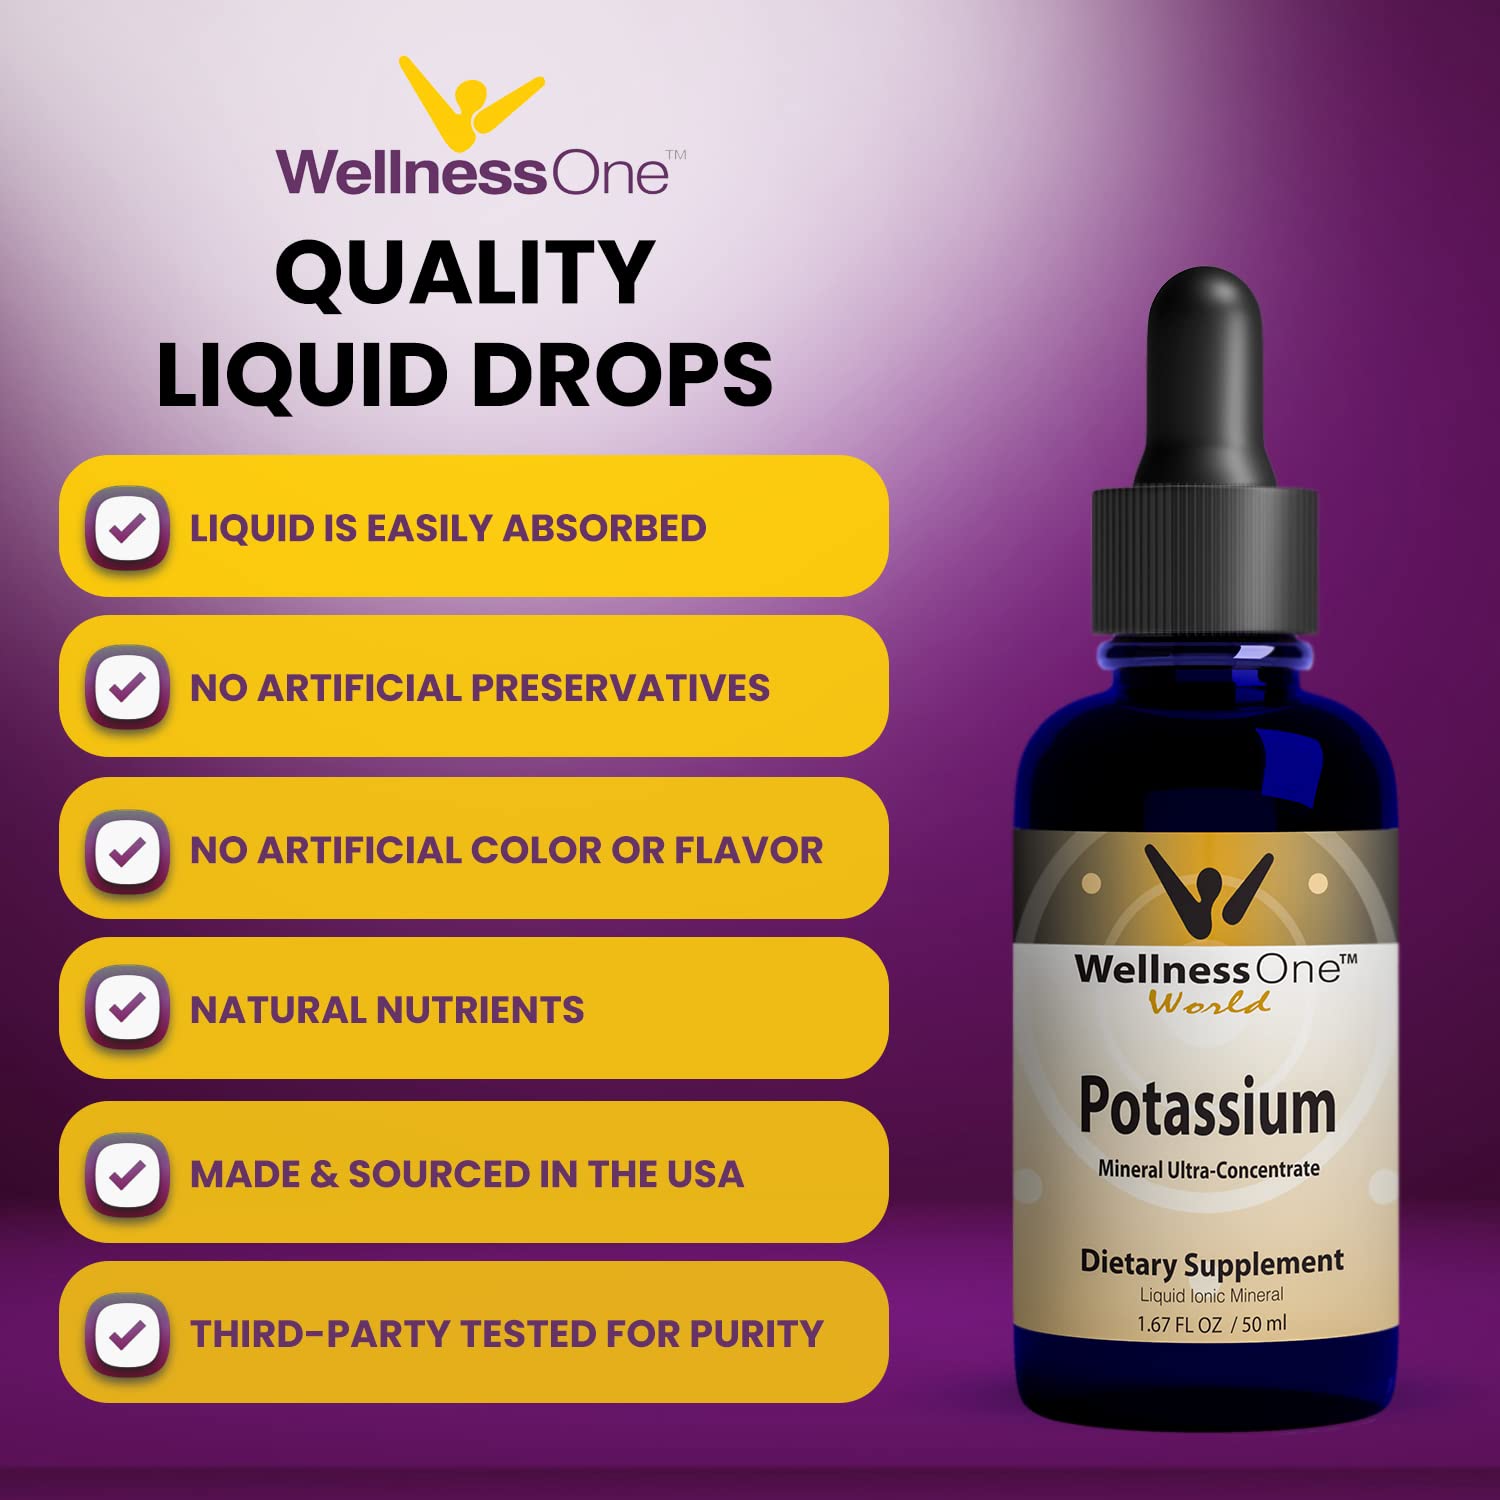 WellnessOne™
QUALITY
LIQUID DROPS
LIQUID IS EASILY ABSORBED
NO ARTIFICIAL PRESERVATIVES
NO ARTIFICIAL COLOR OR FLAVOR
NATURAL NUTRIENTS
MADE & SOURCED IN THE USA
THIRD-PARTY TESTED FOR PURITY
WellnessOne™
World
Potassium
Mineral Ultra-Concentrate
Dietary Supplement
Liquid Ionic Mineral
1.67 FL OZ / 50 ml